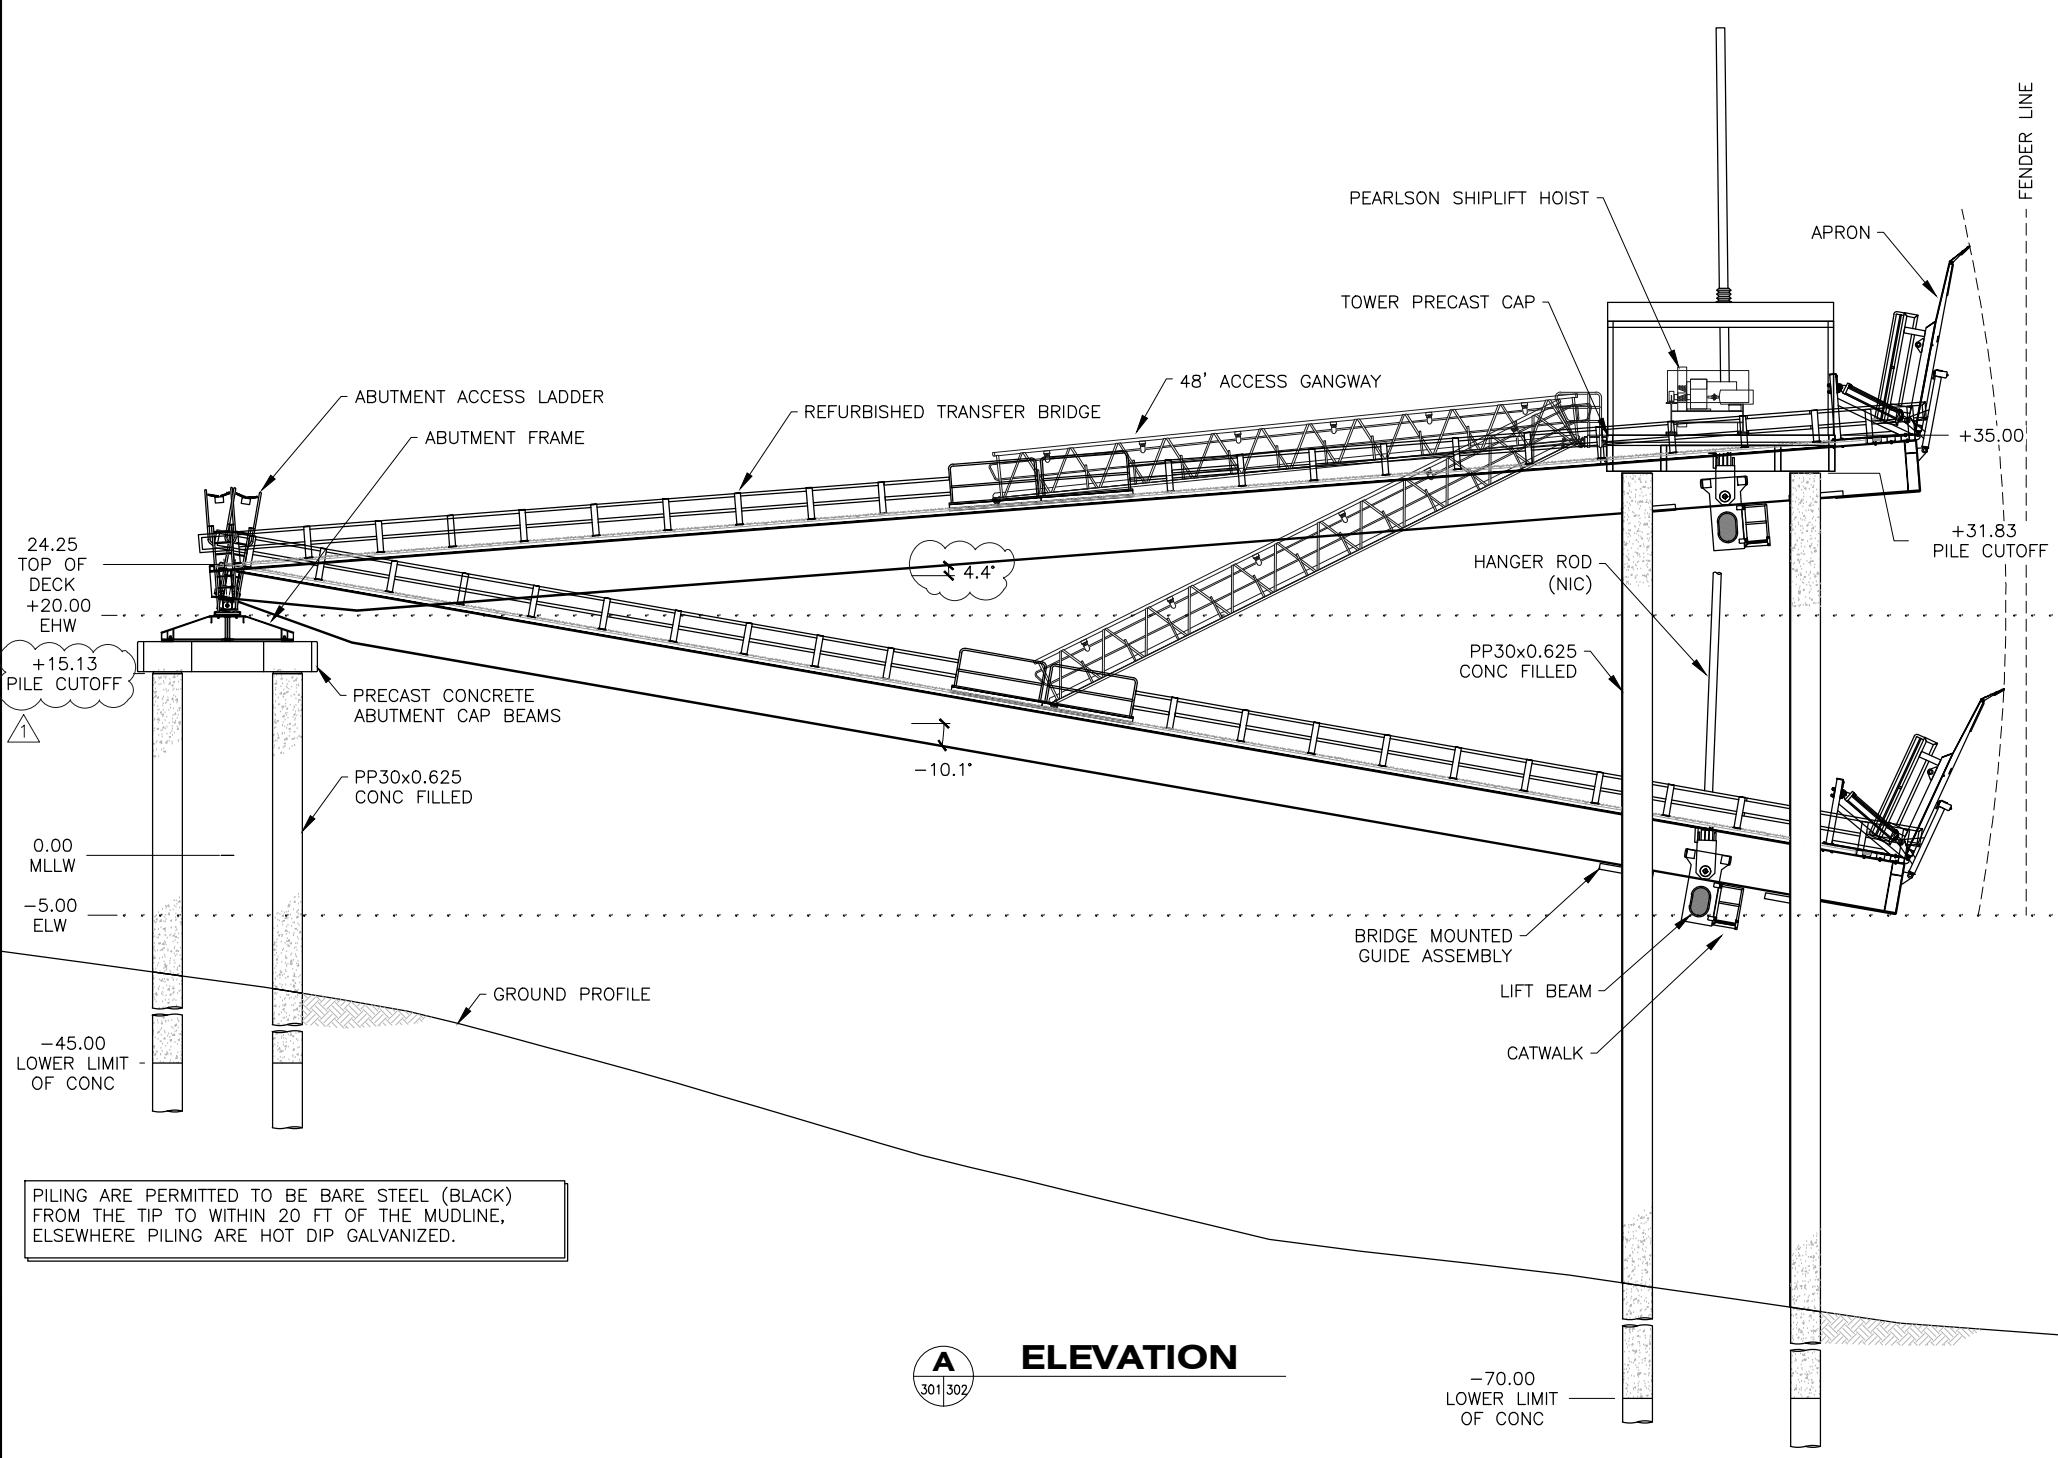 FENDER LINE
PEARLSON SHIPLIFT HOIST
APRON
TOWER PRECAST CAP
48' ACCESS GANGWAY
ABUTMENT ACCESS LADDER
REFURBISHED TRANSFER BRIDGE
ABUTMENT FRAME
+35.00
+31.83
PILE CUTOFF
24.25
TOP OF
DECK
+20.00
EHW
4.4°
HANGER ROD
(NIC)
+15.13
PILE CUTOFF
1
PP30x0.625
CONC FILLED
PRECAST CONCRETE
ABUTMENT CAP BEAMS
-10.1°
PP30x0.625
CONC FILLED
0.00
MLLW
-5.00
ELW
BRIDGE MOUNTED
GUIDE ASSEMBLY
LIFT BEAM
GROUND PROFILE
CATWALK
-45.00
LOWER LIMIT
OF CONC
PILING ARE PERMITTED TO BE BARE STEEL (BLACK)
FROM THE TIP TO WITHIN 20 FT OF THE MUDLINE,
ELSEWHERE PILING ARE HOT DIP GALVANIZED.
A
301 302
ELEVATION
-70.00
LOWER LIMIT
OF CONC